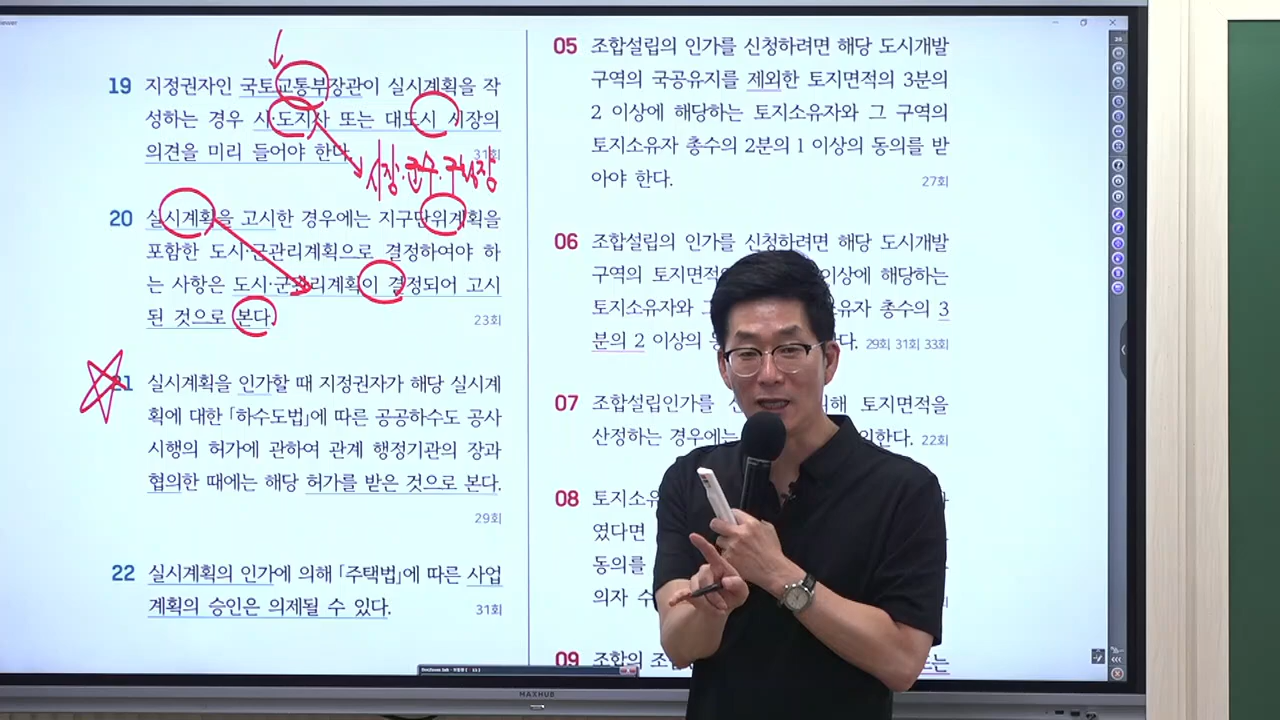 19 지정권자인 국토교통부장관이 실시계획을 작
성하는 경우 시·도지사 또는 대도시 시장의
의견을 미리 들어야 한다. 31회
시장·군수·구청장
20 실시계획을 고시한 경우에는 지구단위계획을
포함한 도시·군관리계획으로 결정하여야 하
는 사항은 도시·군관리계획이 결정되어 고시
된 것으로 본다. 23회
21 실시계획을 인가할 때 지정권자가 해당 실시계
획에 대한 「하수도법」에 따른 공공하수도 공사
시행의 허가에 관하여 관계 행정기관의 장과
협의한 때에는 해당 허가를 받은 것으로 본다.
29회
22 실시계획의 인가에 의해 「주택법」에 따른 사업
계획의 승인은 의제될 수 있다. 31회
05 조합설립의 인가를 신청하려면 해당 도시개발
구역의 국공유지를 제외한 토지면적의 3분의
2 이상에 해당하는 토지소유자와 그 구역의
토지소유자 총수의 2분의 1 이상의 동의를 받
아야 한다. 27회
06 조합설립의 인가를 신청하려면 해당 도시개발
구역의 토지면적의 이상에 해당하는
토지소유자와 그 총수의 3
분의 2 이상의 다. 29회 31회 33회
07 조합설립인가를 위해 토지면적을
산정하는 경우에는 한다. 22회
08 토지소유
였다면
동의를
의자 수
09 조합의 는
MAXHUB